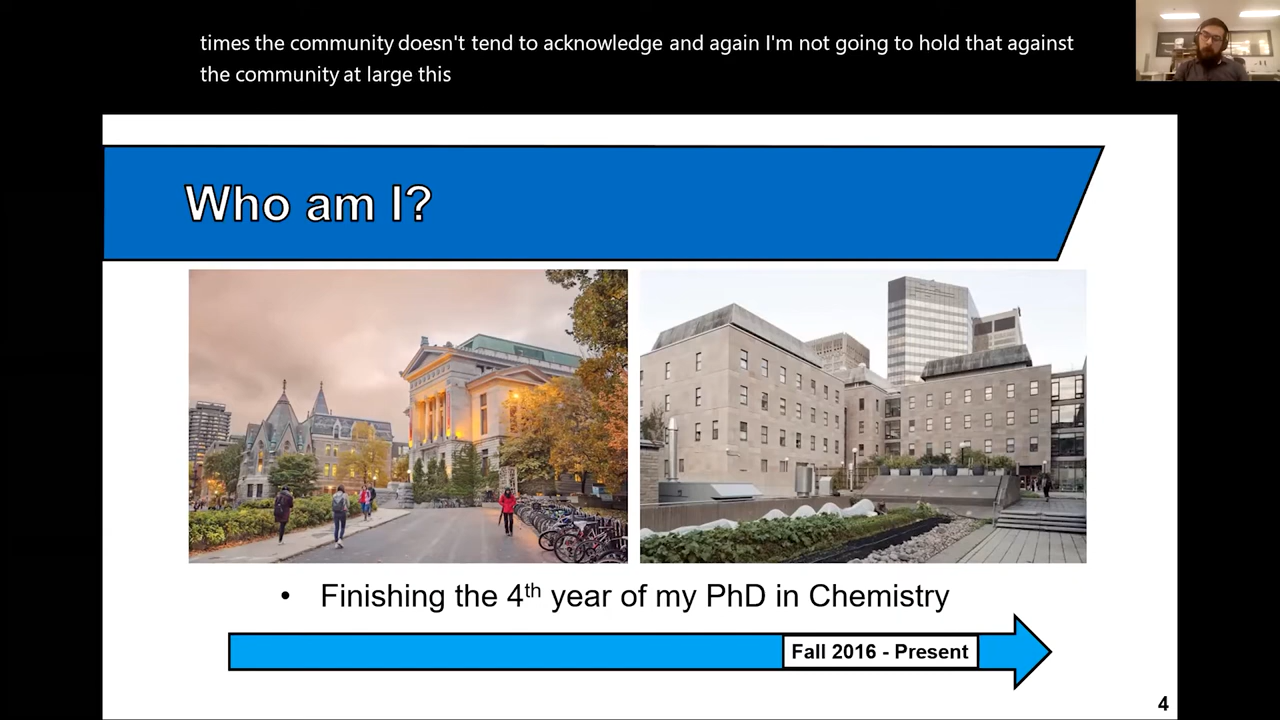 times the community doesn't tend to acknowledge and again I'm not going to hold that against
the community at large this
Who am I?
• Finishing the 4th year of my PhD in Chemistry
Fall 2016 - Present
4